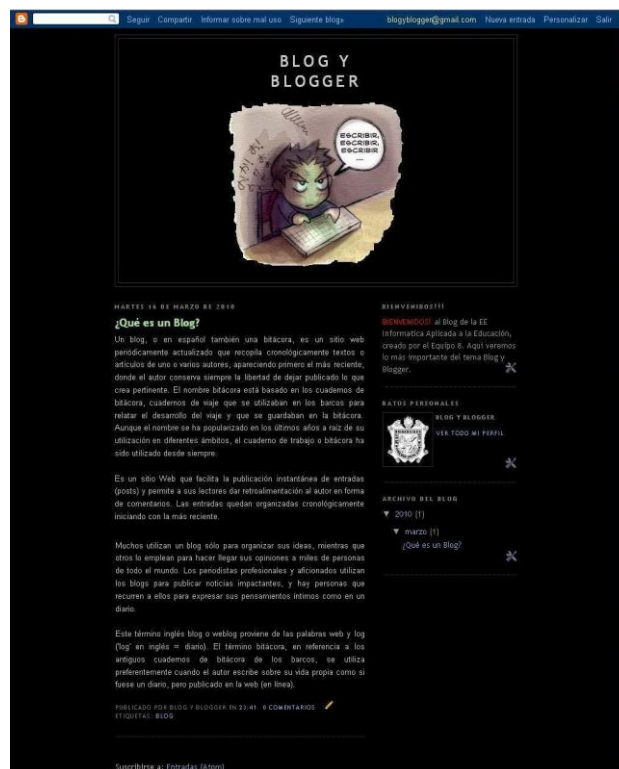 Seguir Compartir Informar sobre mal uso Siguiente blog» blogyblogger@gmail.com Nueva entrada Personalizar Salir
BLOG Y
BLOGGER
ESCRIBIR,
ESCRIBIR,
ESCRIBIR
...
MARTES 16 DE MARZO DE 2010
¿Qué es un Blog?
Un blog, o en español también una bitácora, es un sitio web
periódicamente actualizado que recopila cronológicamente textos o
artículos de uno o varios autores, apareciendo primero el más reciente,
donde el autor conserva siempre la libertad de dejar publicado lo que
crea pertinente. El nombre bitácora está basado en los cuadernos de
bitácora, cuadernos de viaje que se utilizaban en los barcos para
relatar el desarrollo del viaje y que se guardaban en la bitácora.
Aunque el nombre se ha popularizado en los últimos años a raíz de su
utilización en diferentes ámbitos, el cuaderno de trabajo o bitácora ha
sido utilizado desde siempre.
Es un sitio Web que facilita la publicación instantánea de entradas
(posts) y permite a sus lectores dar retroalimentación al autor en forma
de comentarios. Las entradas quedan organizadas cronológicamente
iniciando con la más reciente.
Muchos utilizan un blog sólo para organizar sus ideas, mientras que
otros lo emplean para hacer llegar sus opiniones a miles de personas
de todo el mundo. Los periodistas profesionales y aficionados utilizan
los blogs para publicar noticias impactantes, y hay personas que
recurren a ellos para expresar sus pensamientos íntimos como en un
diario.
Este término inglés blog o weblog proviene de las palabras web y log
('log' en inglés = diario). El término bitácora, en referencia a los
antiguos cuadernos de bitácora de los barcos, se utiliza
preferentemente cuando el autor escribe sobre su vida propia como si
fuese un diario, pero publicado en la web (en línea).
PUBLICADO POR BLOG Y BLOGGER EN 23:41 0 COMENTARIOS
ETIQUETAS: BLOG
Suscribirse a: Entradas (Atom)
BIENVENIDOS!!!
BIENVENIDOS! al Blog de la EE
Informatica Aplicada a la Educación,
creado por el Equipo 8. Aquí veremos
lo más importante del tema Blog y
Blogger.
DATOS PERSONALES
BLOG Y BLOGGER
VER TODO MI PERFIL
ARCHIVO DEL BLOG
▼ 2010 (1)
▼ marzo (1)
¿Qué es un Blog?